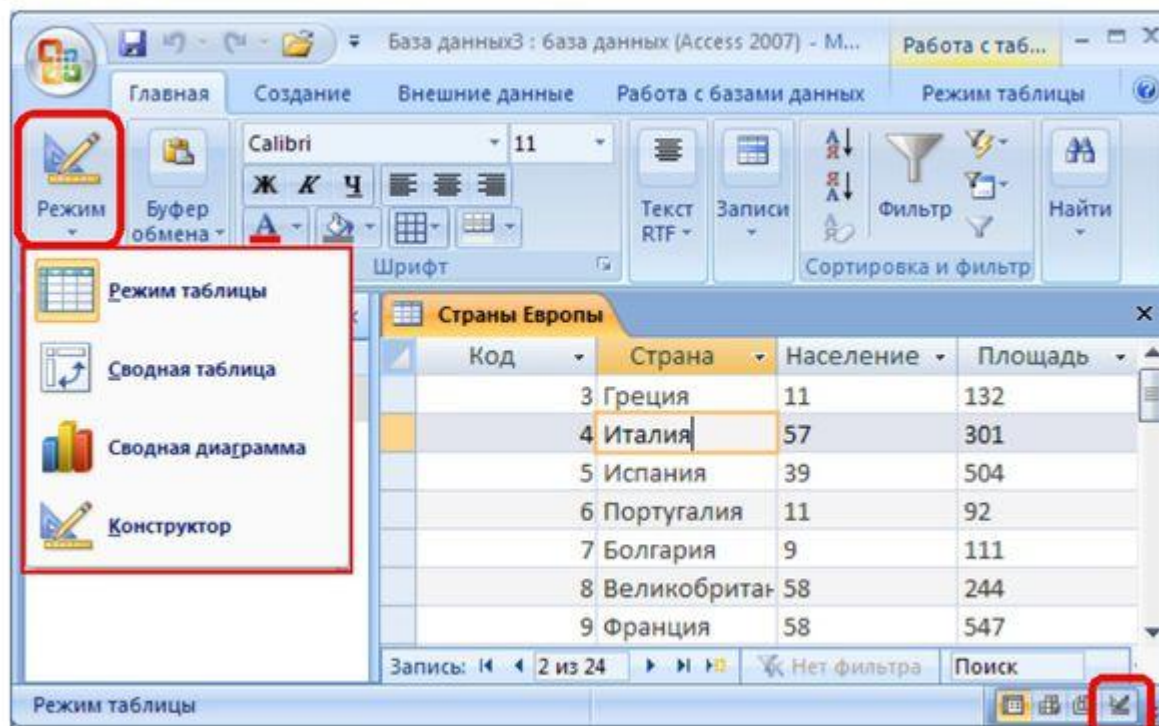 База данных3 : база данных (Access 2007) - М... Работа с таб...
Главная Создание Внешние данные Работа с базами данных Режим таблицы
Режим
Буфер обмена
Calibri 11
Ж К Ч
А
Шрифт
Текст RTF
Записи
А Я
Я А
Фильтр
Сортировка и фильтр
Найти
Режим таблицы
Сводная таблица
Сводная диаграмма
Конструктор
Страны Европы
Код Страна Население Площадь
3 Греция 11 132
4 Италия 57 301
5 Испания 39 504
6 Португалия 11 92
7 Болгария 9 111
8 Великобритан 58 244
9 Франция 58 547
Запись: 2 из 24 Нет фильтра Поиск
Режим таблицы